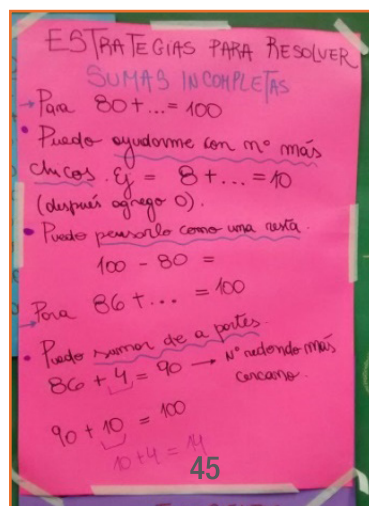 ESTRATEGIAS PARA RESOLVER
SUMAS INCOMPLETAS
→ Para 80 + ... = 100
• Puedo ayudarme con nº más
chicos. Ej = 8 + ... = 10
(después agrego 0).
• Puedo pensarlo como una resta.
100 - 80 =
→ Para 86 + ... = 100
• Puedo sumar de a partes.
86 + 4 = 90 → Nº redondo más
cercano.
90 + 10 = 100
10 + 4 = 14
45